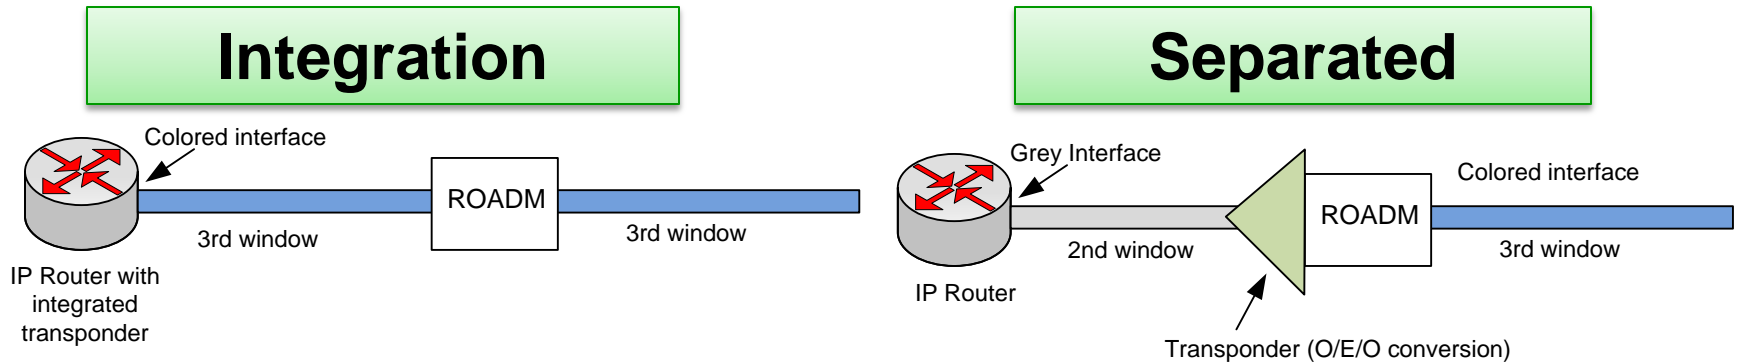 Integration
Colored interface
ROADM
3rd window
3rd window
IP Router with
integrated
transponder
Separated
Grey Interface
Colored interface
ROADM
2nd window
3rd window
IP Router
Transponder (O/E/O conversion)